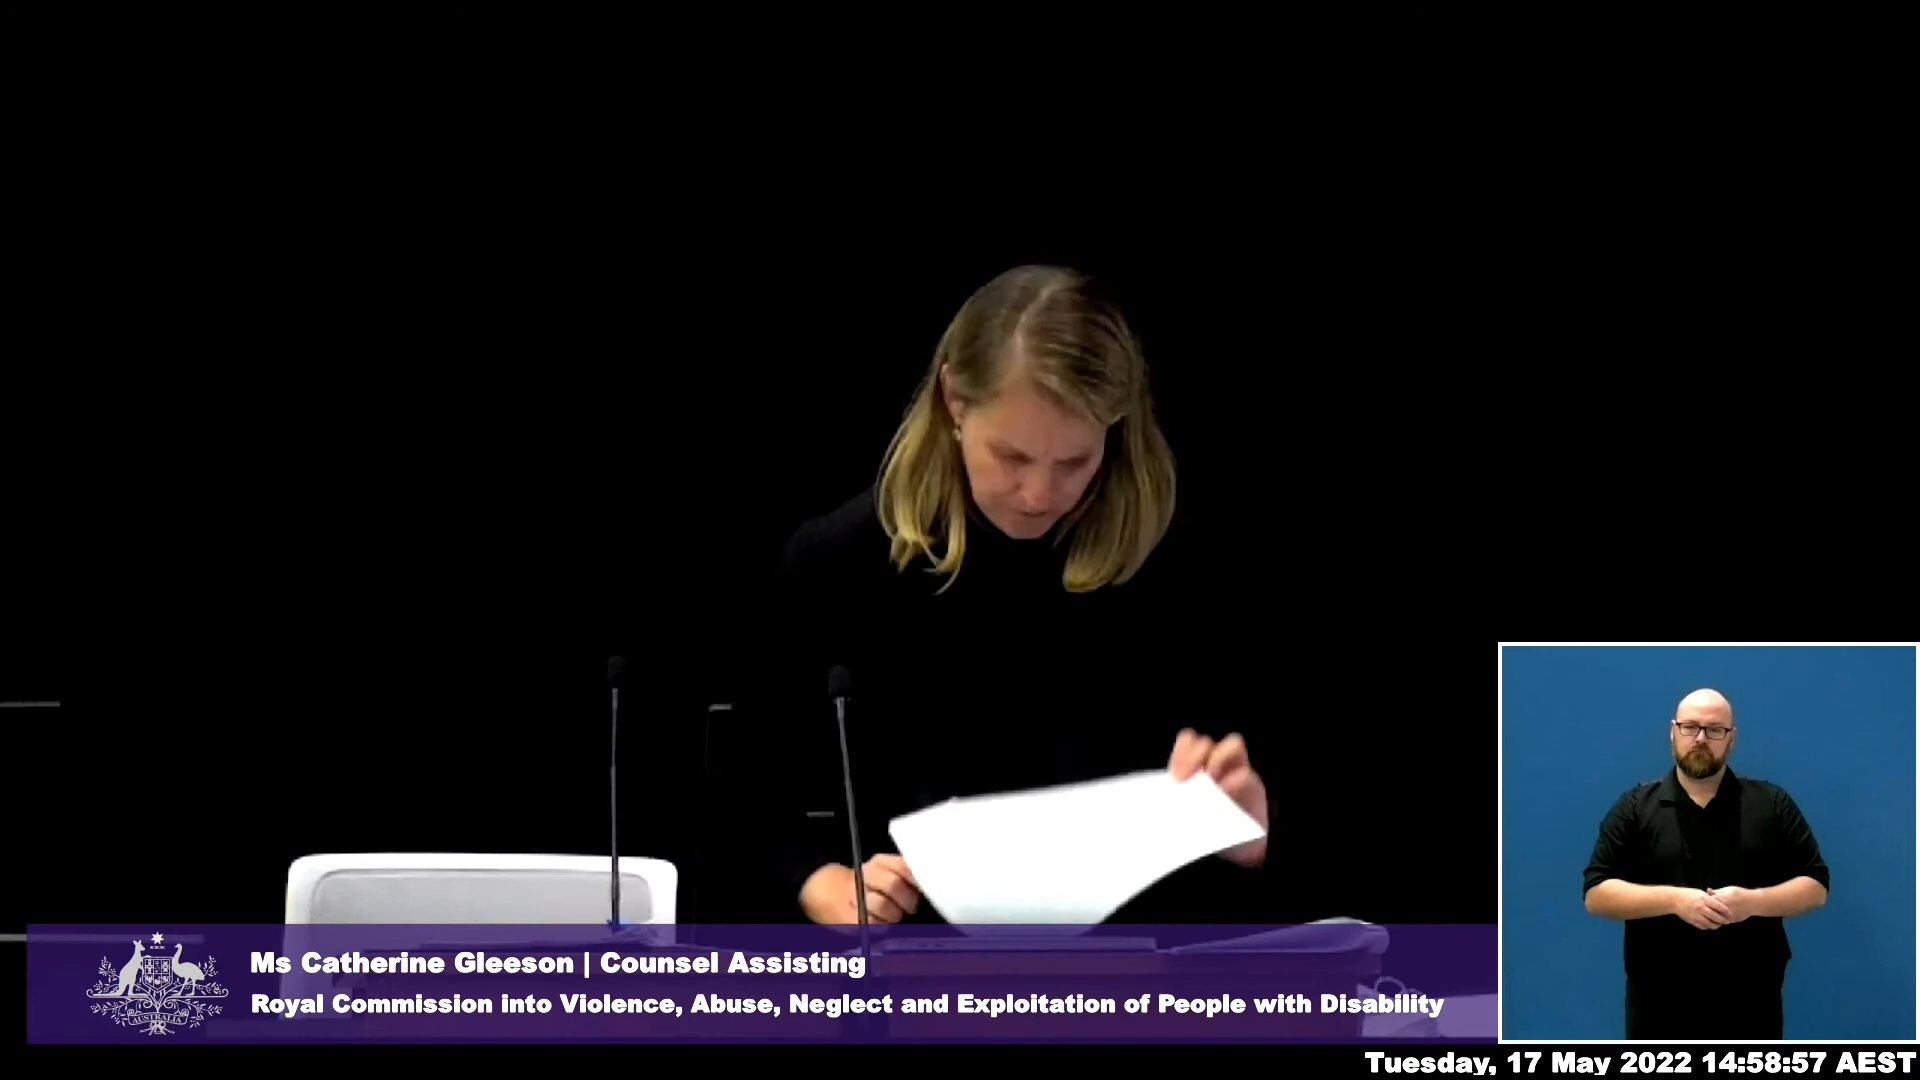 Ms Catherine Gleeson | Counsel Assisting
Royal Commission into Violence, Abuse, Neglect and Exploitation of People with Disability
AUSTRALIA
Tuesday, 17 May 2022 14:58:57 AEST